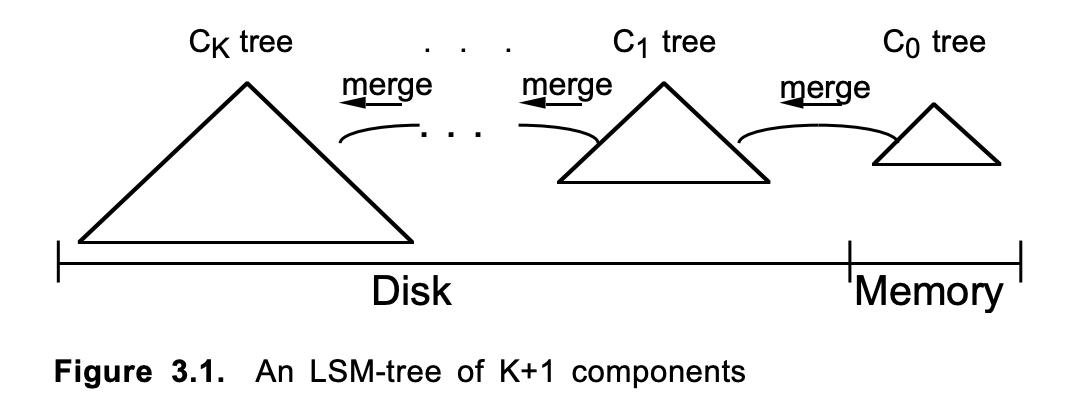 C_K tree . . . C_1 tree C_0 tree
merge merge merge
. . .
Disk Memory
Figure 3.1. An LSM-tree of K+1 components